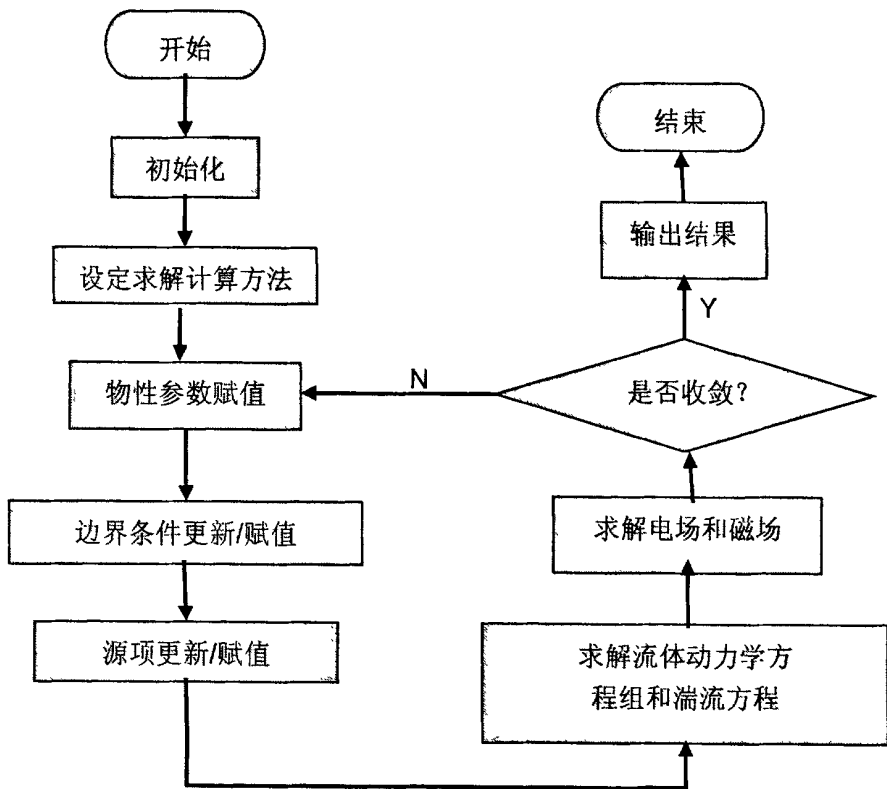 开始
初始化
设定求解计算方法
物性参数赋值
边界条件更新/赋值
源项更新/赋值
求解流体动力学方
程组和湍流方程
求解电场和磁场
是否收敛？
N
Y
输出结果
结束